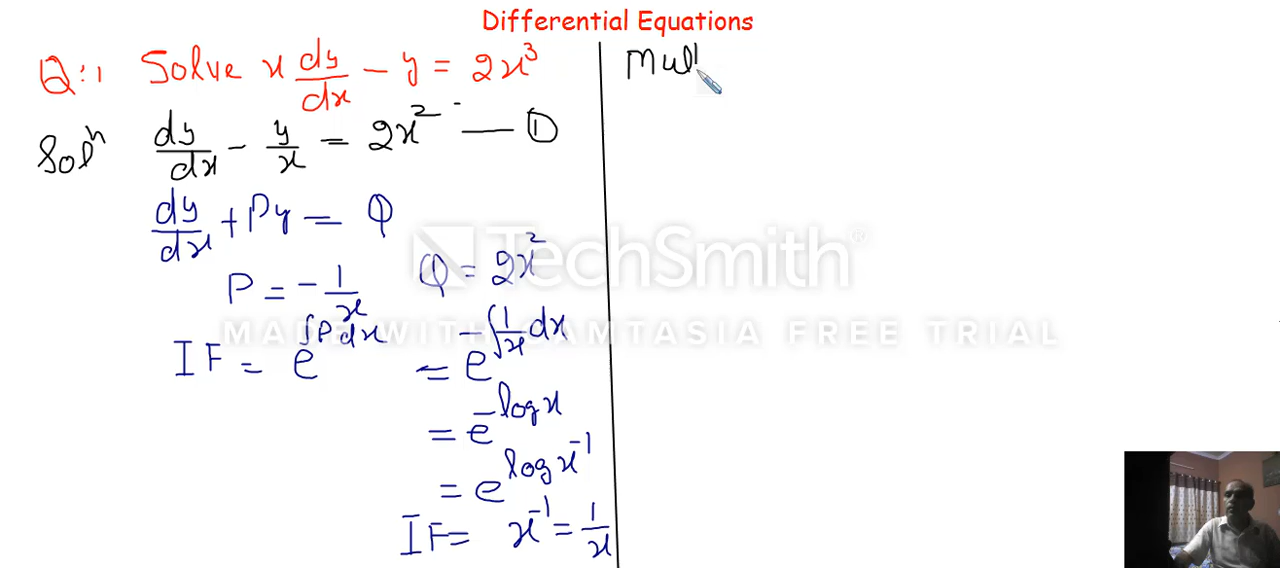 Differential Equations
Q:1 Solve x dy/dx - y = 2x³
Solⁿ dy/dx - y/x = 2x² — ①
dy/dx + Py = Q
P = -1/x Q = 2x²
IF = e^∫P dx = e^-∫1/x dx
= e^-log x
= e^log x^-1
IF = x^-1 = 1/x
Mul
TechSmith®
MADE WITH CAMTASIA FREE TRIAL